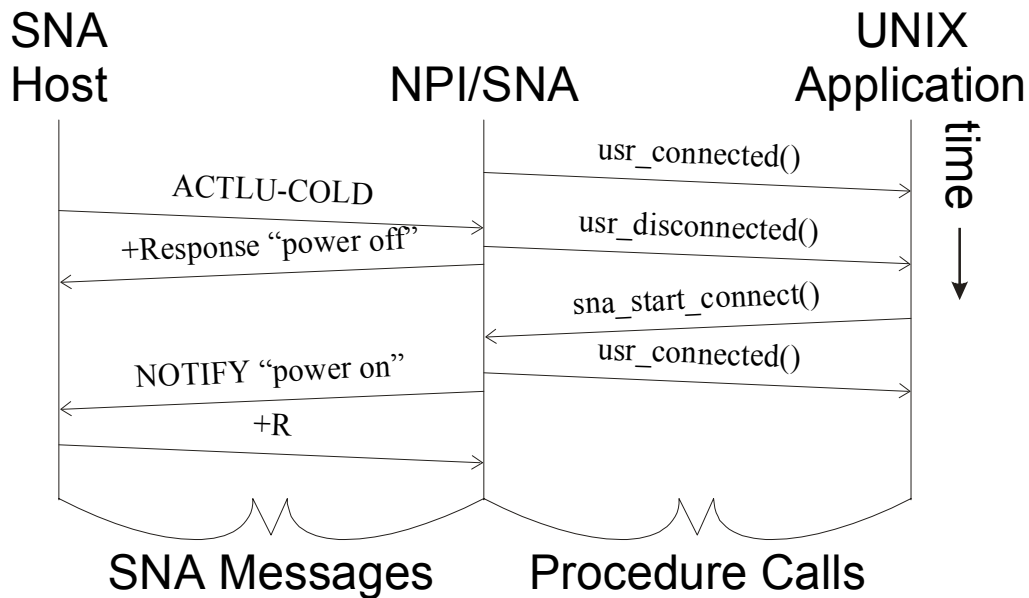 SNA
Host
NPI/SNA
UNIX
Application
time
usr_connected()
ACTLU-COLD
usr_disconnected()
+Response “power off”
sna_start_connect()
usr_connected()
NOTIFY “power on”
+R
SNA Messages
Procedure Calls